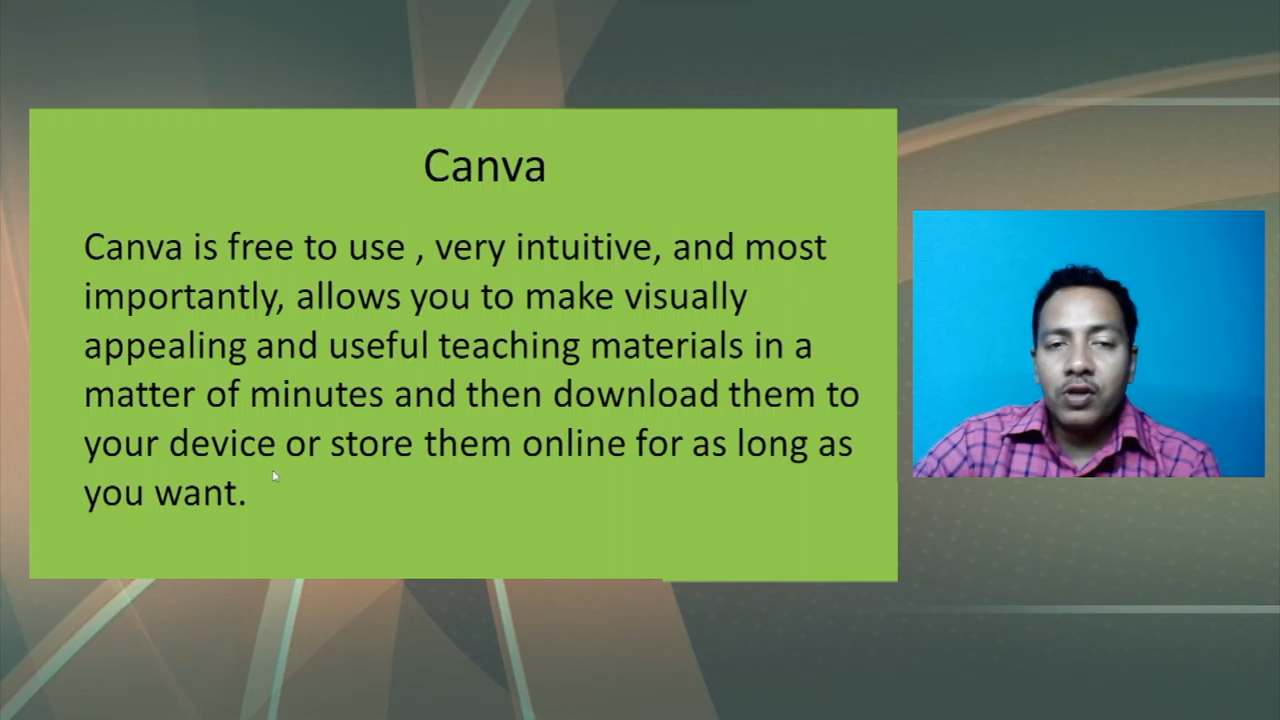 Canva
Canva is free to use , very intuitive, and most
importantly, allows you to make visually
appealing and useful teaching materials in a
matter of minutes and then download them to
your device or store them online for as long as
you want.